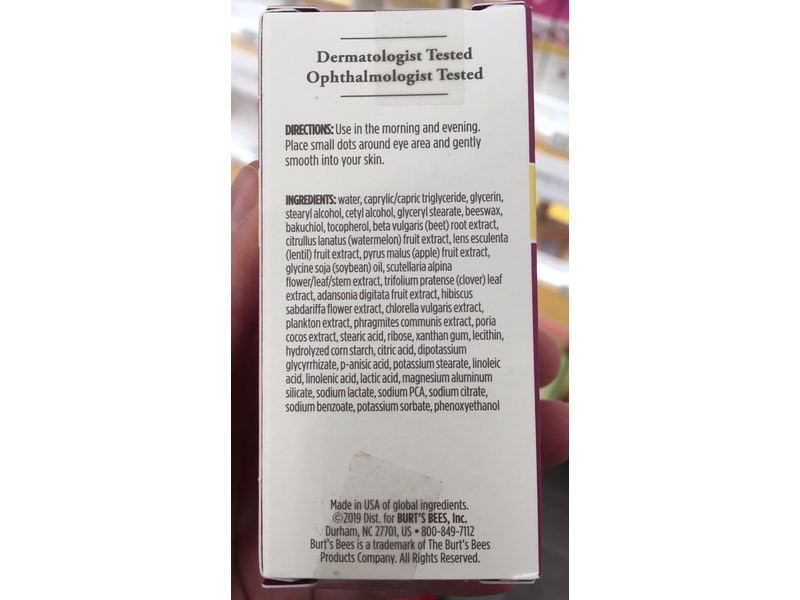 Dermatologist Tested
Ophthalmologist Tested
DIRECTIONS: Use in the morning and evening.
Place small dots around eye area and gently
smooth into your skin.
INGREDIENTS: water, caprylic/capric triglyceride, glycerin,
stearyl alcohol, cetyl alcohol, glyceryl stearate, beeswax,
bakuchiol, tocopherol, beta vulgaris (beet) root extract,
citrullus lanatus (watermelon) fruit extract, lens esculenta
(lentil) fruit extract, pyrus malus (apple) fruit extract,
glycine soja (soybean) oil, scutellaria alpina
flower/leaf/stem extract, trifolium pratense (clover) leaf
extract, adansonia digitata fruit extract, hibiscus
sabdariffa flower extract, chlorella vulgaris extract,
plankton extract, phragmites communis extract, poria
cocos extract, stearic acid, ribose, xanthan gum, lecithin,
hydrolyzed corn starch, citric acid, dipotassium
glycyrrhizate, p-anisic acid, potassium stearate, linoleic
acid, linolenic acid, lactic acid, magnesium aluminum
silicate, sodium lactate, sodium PCA, sodium citrate,
sodium benzoate, potassium sorbate, phenoxyethanol
Made in USA of global ingredients.
©2019 Dist. for BURT'S BEES, Inc.
Durham, NC 27701, US • 800-849-7112
Burt's Bees is a trademark of The Burt's Bees
Products Company. All Rights Reserved.